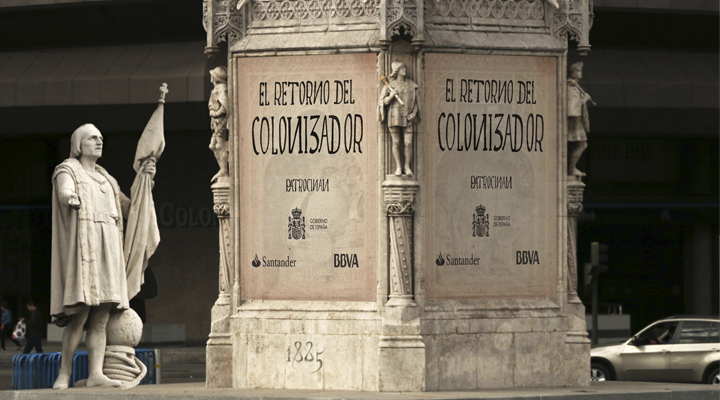 EL RETORNO DEL
COLONIZADOR
PATROCINAN
GOBIERNO
DE ESPAÑA
Santander
BBVA
EL RETORNO DEL
COLONIZADOR
PATROCINAN
GOBIERNO
DE ESPAÑA
Santander
BBVA
1885